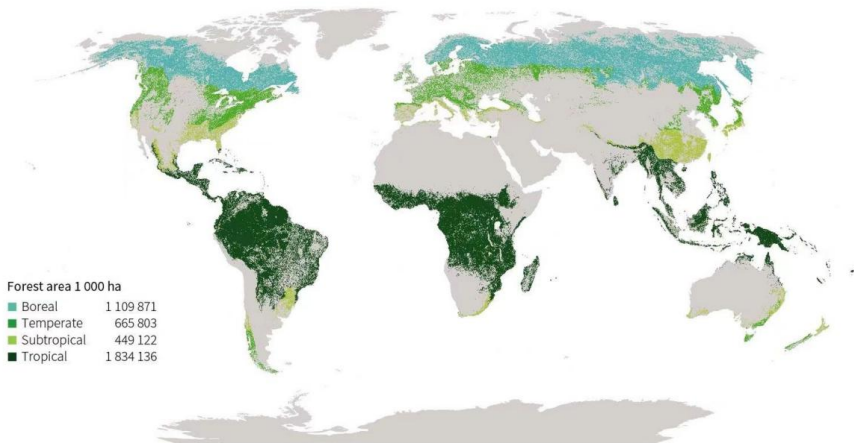 Forest area 1 000 ha
Boreal 1 109 871
Temperate 665 803
Subtropical 449 122
Tropical 1 834 136